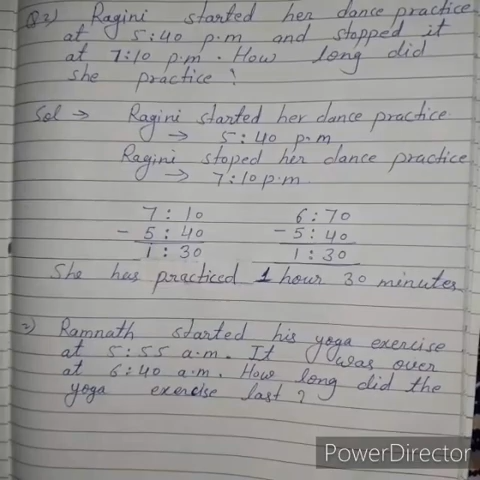 Q2) Ragini started her dance practice
at 5:40 p.m and stopped it
at 7:10 p.m. How long did
she practice?
Sol → Ragini started her dance practice
→ 5:40 p.m
Ragini stoped her dance practice
→ 7:10 p.m
7:10 6:70
- 5:40 - 5:40
1:30 1:30
She has practiced 1 hour 30 minutes
=) Ramnath started his yoga exercise
at 5:55 a.m. It was over
at 6:40 a.m. How long did the
yoga exercise last?
PowerDirector